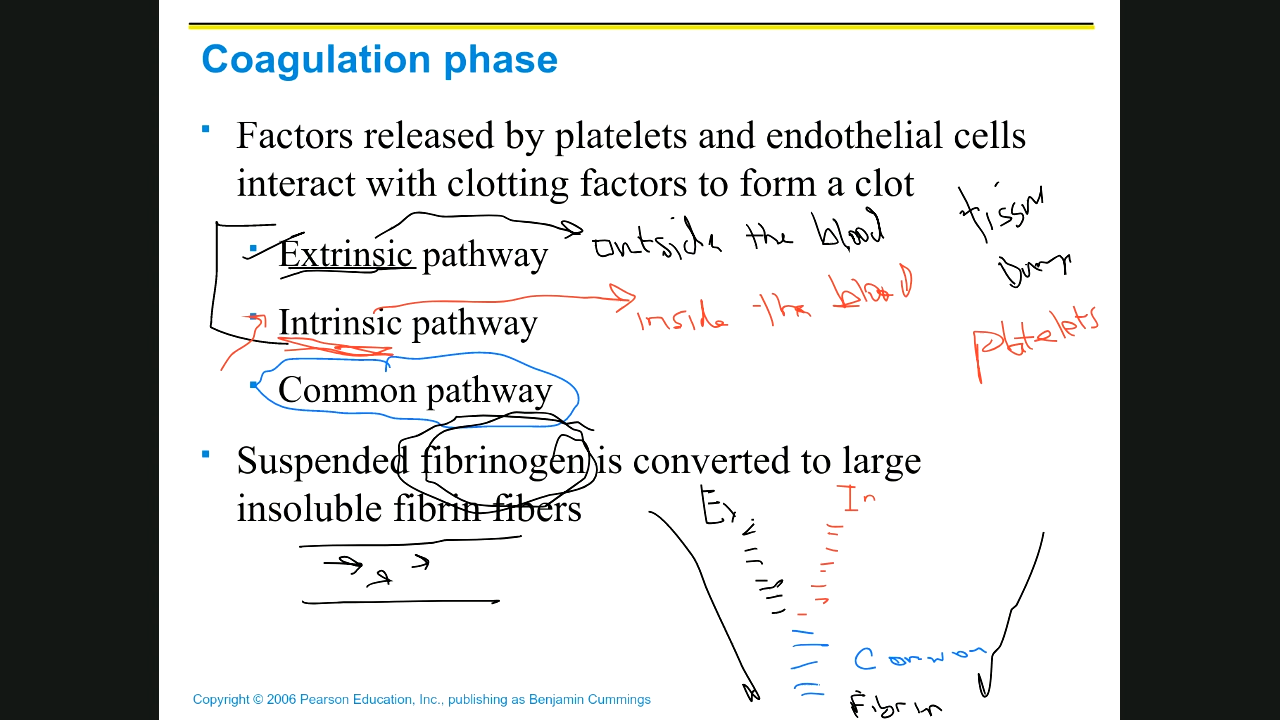 Coagulation phase
Factors released by platelets and endothelial cells
interact with clotting factors to form a clot
tissu
Extrinsic pathway outside the blood
Intrinsic pathway inside the blood
platelets
Common pathway
Suspended fibrinogen is converted to large
insoluble fibrin fibers
Ex In
Common
Fibrin
Copyright © 2006 Pearson Education, Inc., publishing as Benjamin Cummings